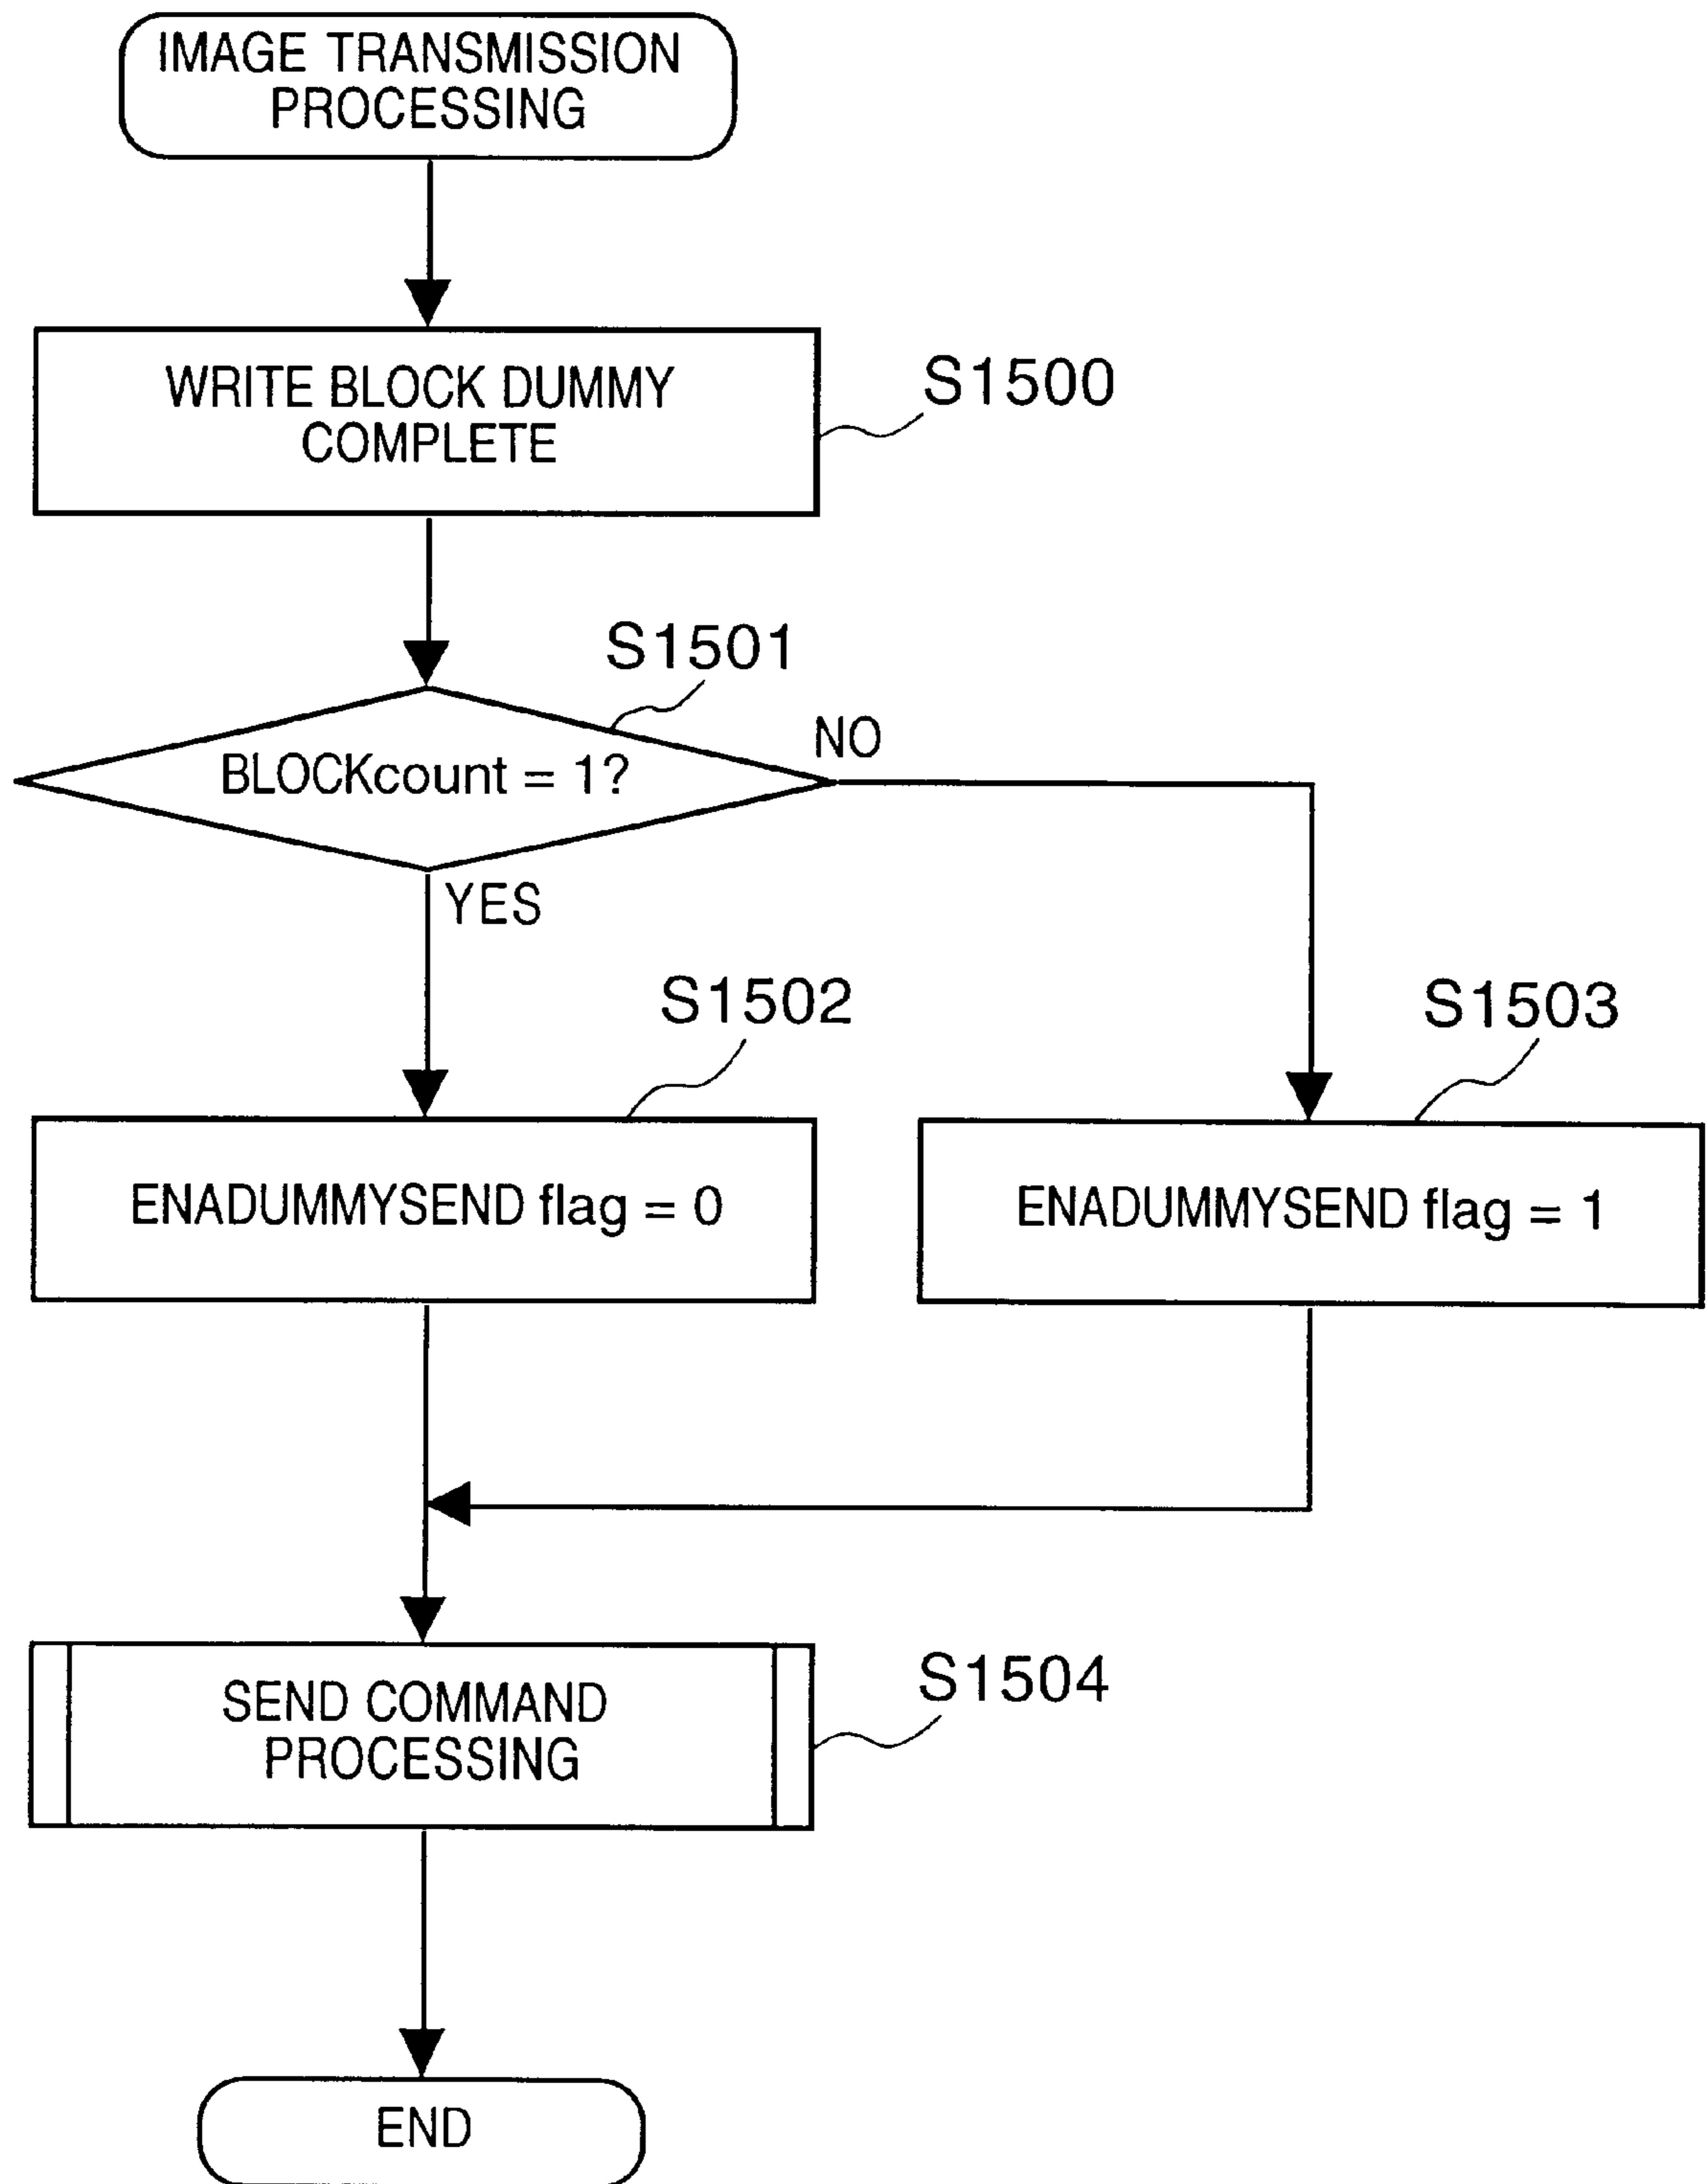 IMAGE TRANSMISSION
PROCESSING
WRITE BLOCK DUMMY
COMPLETE
S1500
S1501
BLOCKcount = 1?
NO
YES
S1502
S1503
ENADUMMYSEND flag = 0
ENADUMMYSEND flag = 1
SEND COMMAND
PROCESSING
S1504
END